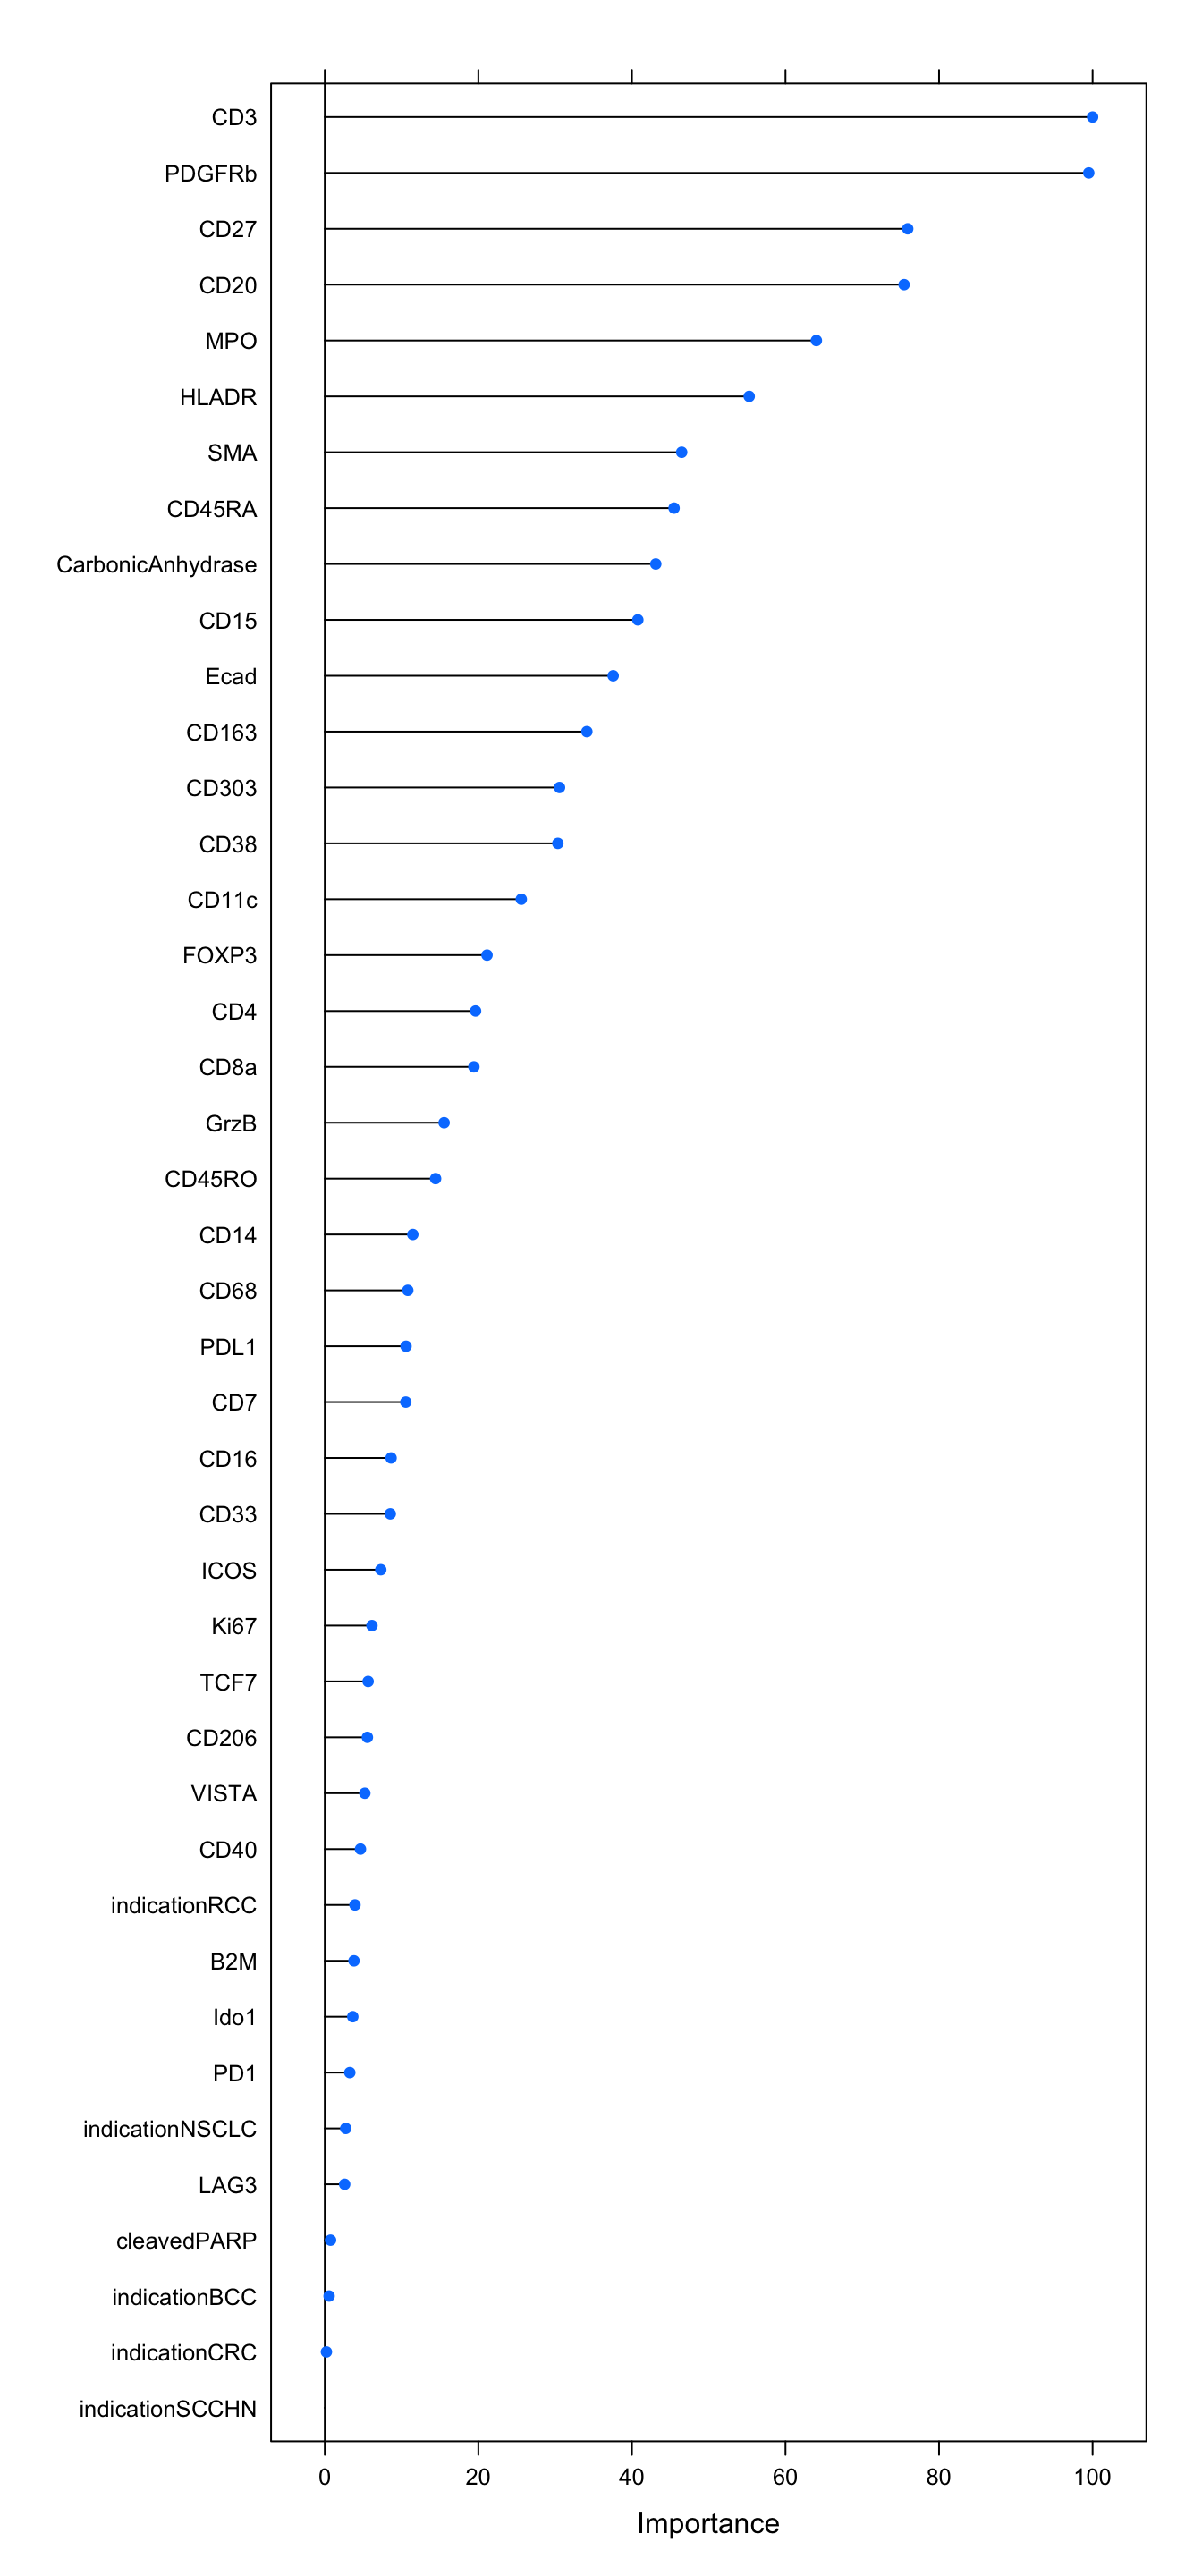 CD3
PDGFRb
CD27
CD20
MPO
HLADR
SMA
CD45RA
CarbonicAnhydrase
CD15
Ecad
CD163
CD303
CD38
CD11c
FOXP3
CD4
CD8a
GrzB
CD45RO
CD14
CD68
PDL1
CD7
CD16
CD33
ICOS
Ki67
TCF7
CD206
VISTA
CD40
indicationRCC
B2M
Ido1
PD1
indicationNSCLC
LAG3
cleavedPARP
indicationBCC
indicationCRC
indicationSCCHN
0 20 40 60 80 100
Importance